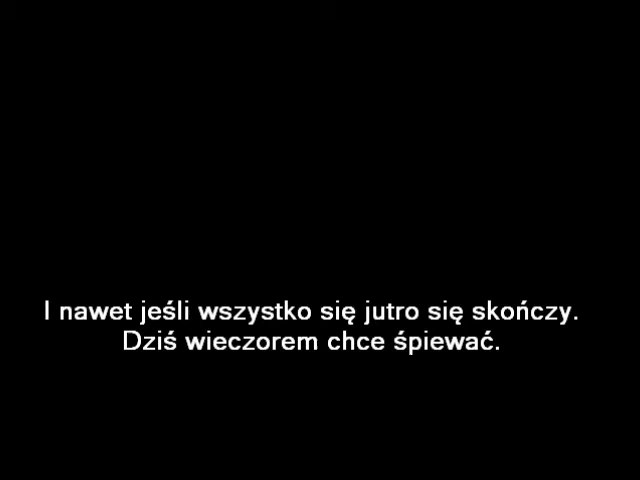 I nawet jeśli wszystko się jutro się skończy.
Dziś wieczorem chce śpiewać.